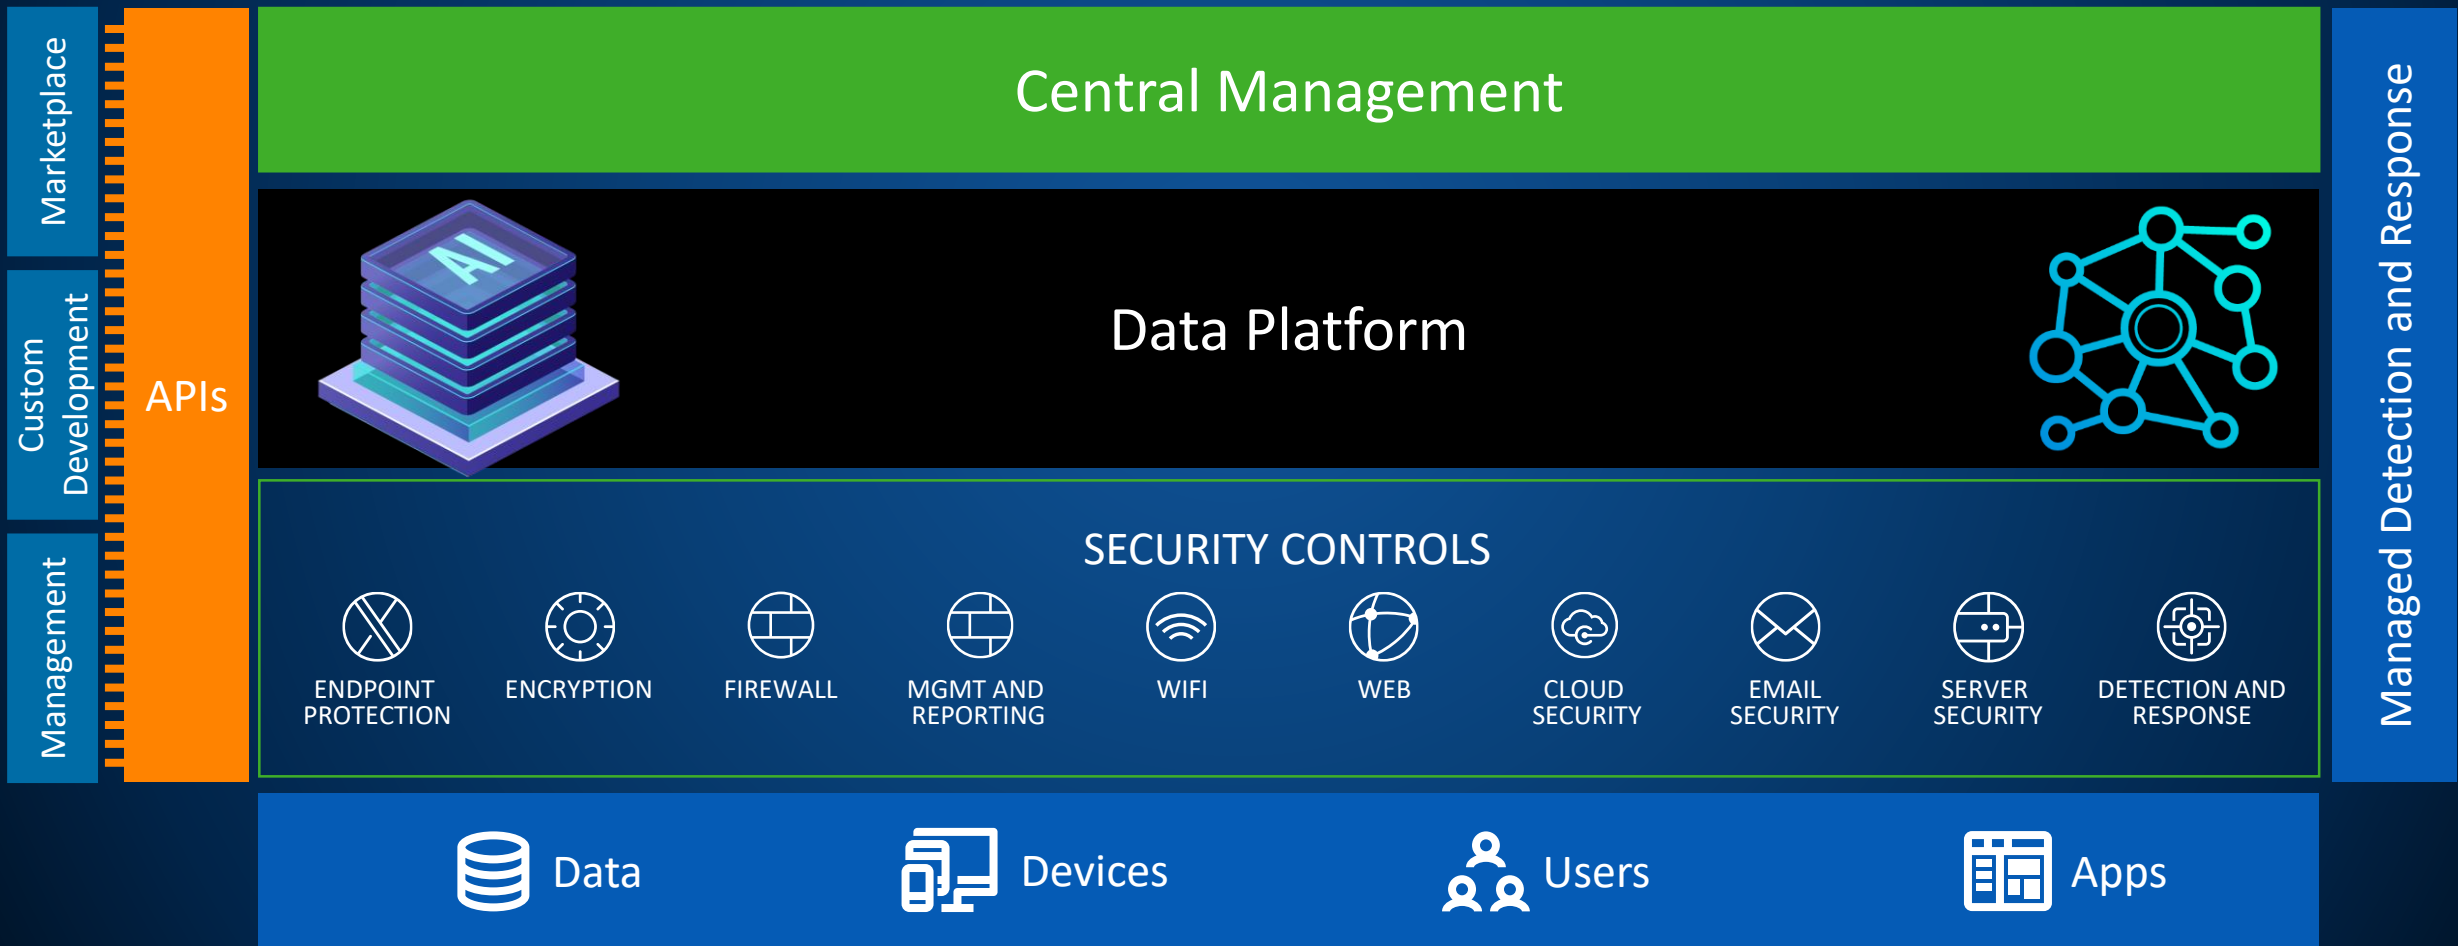 Marketplace
Custom
Development
Management
APIs
Central Management
AI
Data Platform
SECURITY CONTROLS
ENDPOINT
PROTECTION
ENCRYPTION
FIREWALL
MGMT AND
REPORTING
WIFI
WEB
CLOUD
SECURITY
EMAIL
SECURITY
SERVER
SECURITY
DETECTION AND
RESPONSE
Data
Devices
Users
Apps
Managed Detection and Response